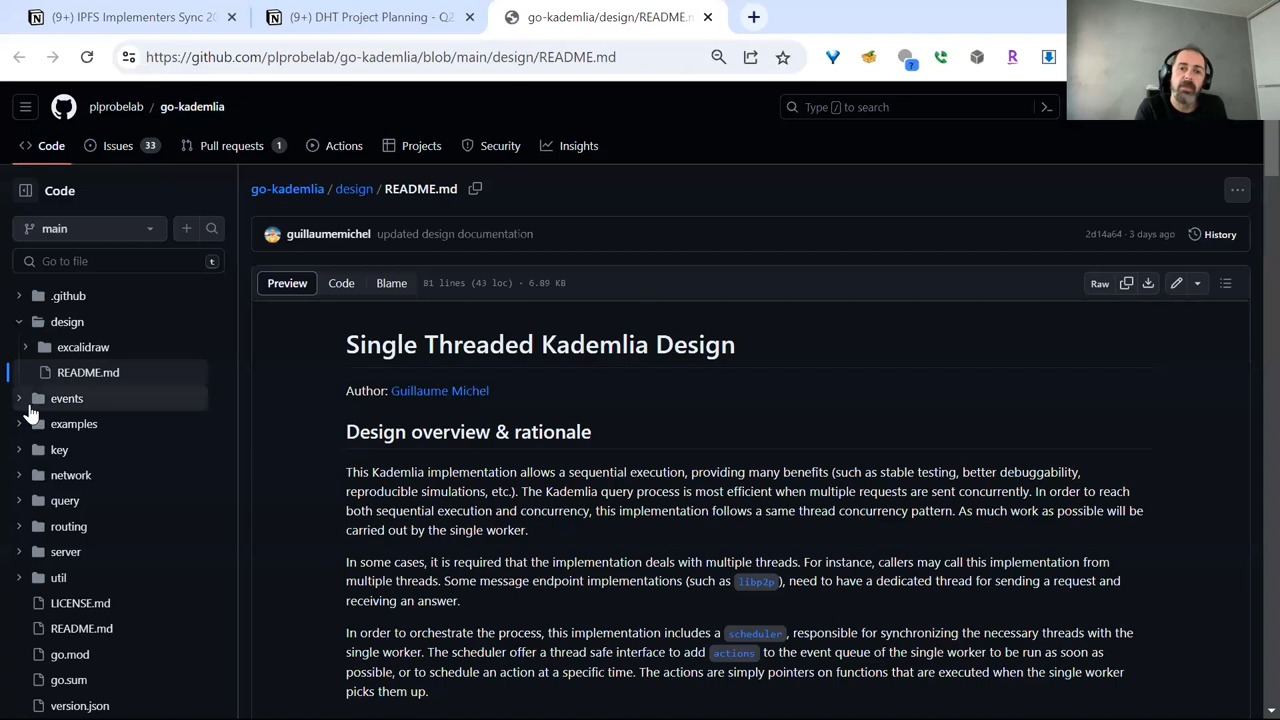 (9+) IPFS Implementers Sync 20
(9+) DHT Project Planning - Q2
go-kademlia/design/README.m
https://github.com/plprobelab/go-kademlia/blob/main/design/README.md
plprobelab / go-kademlia
Type / to search
Code
Issues 33
Pull requests 1
Actions
Projects
Security
Insights
Code
main
Go to file
t
.github
design
excalidraw
README.md
events
examples
key
network
query
routing
server
util
LICENSE.md
README.md
go.mod
go.sum
version.json
go-kademlia / design / README.md
guillaumemichel updated design documentation
2d14a64 · 3 days ago
History
Preview
Code
Blame
81 lines (43 loc) · 6.89 KB
Raw
Single Threaded Kademlia Design
Author: Guillaume Michel
Design overview & rationale
This Kademlia implementation allows a sequential execution, providing many benefits (such as stable testing, better debuggability,
reproducible simulations, etc.). The Kademlia query process is most efficient when multiple requests are sent concurrently. In order to reach
both sequential execution and concurrency, this implementation follows a same thread concurrency pattern. As much work as possible will be
carried out by the single worker.
In some cases, it is required that the implementation deals with multiple threads. For instance, callers may call this implementation from
multiple threads. Some message endpoint implementations (such as libp2p), need to have a dedicated thread for sending a request and
receiving an answer.
In order to orchestrate the process, this implementation includes a scheduler, responsible for synchronizing the necessary threads with the
single worker. The scheduler offer a thread safe interface to add actions to the event queue of the single worker to be run as soon as
possible, or to schedule an action at a specific time. The actions are simply pointers on functions that are executed when the single worker
picks them up.